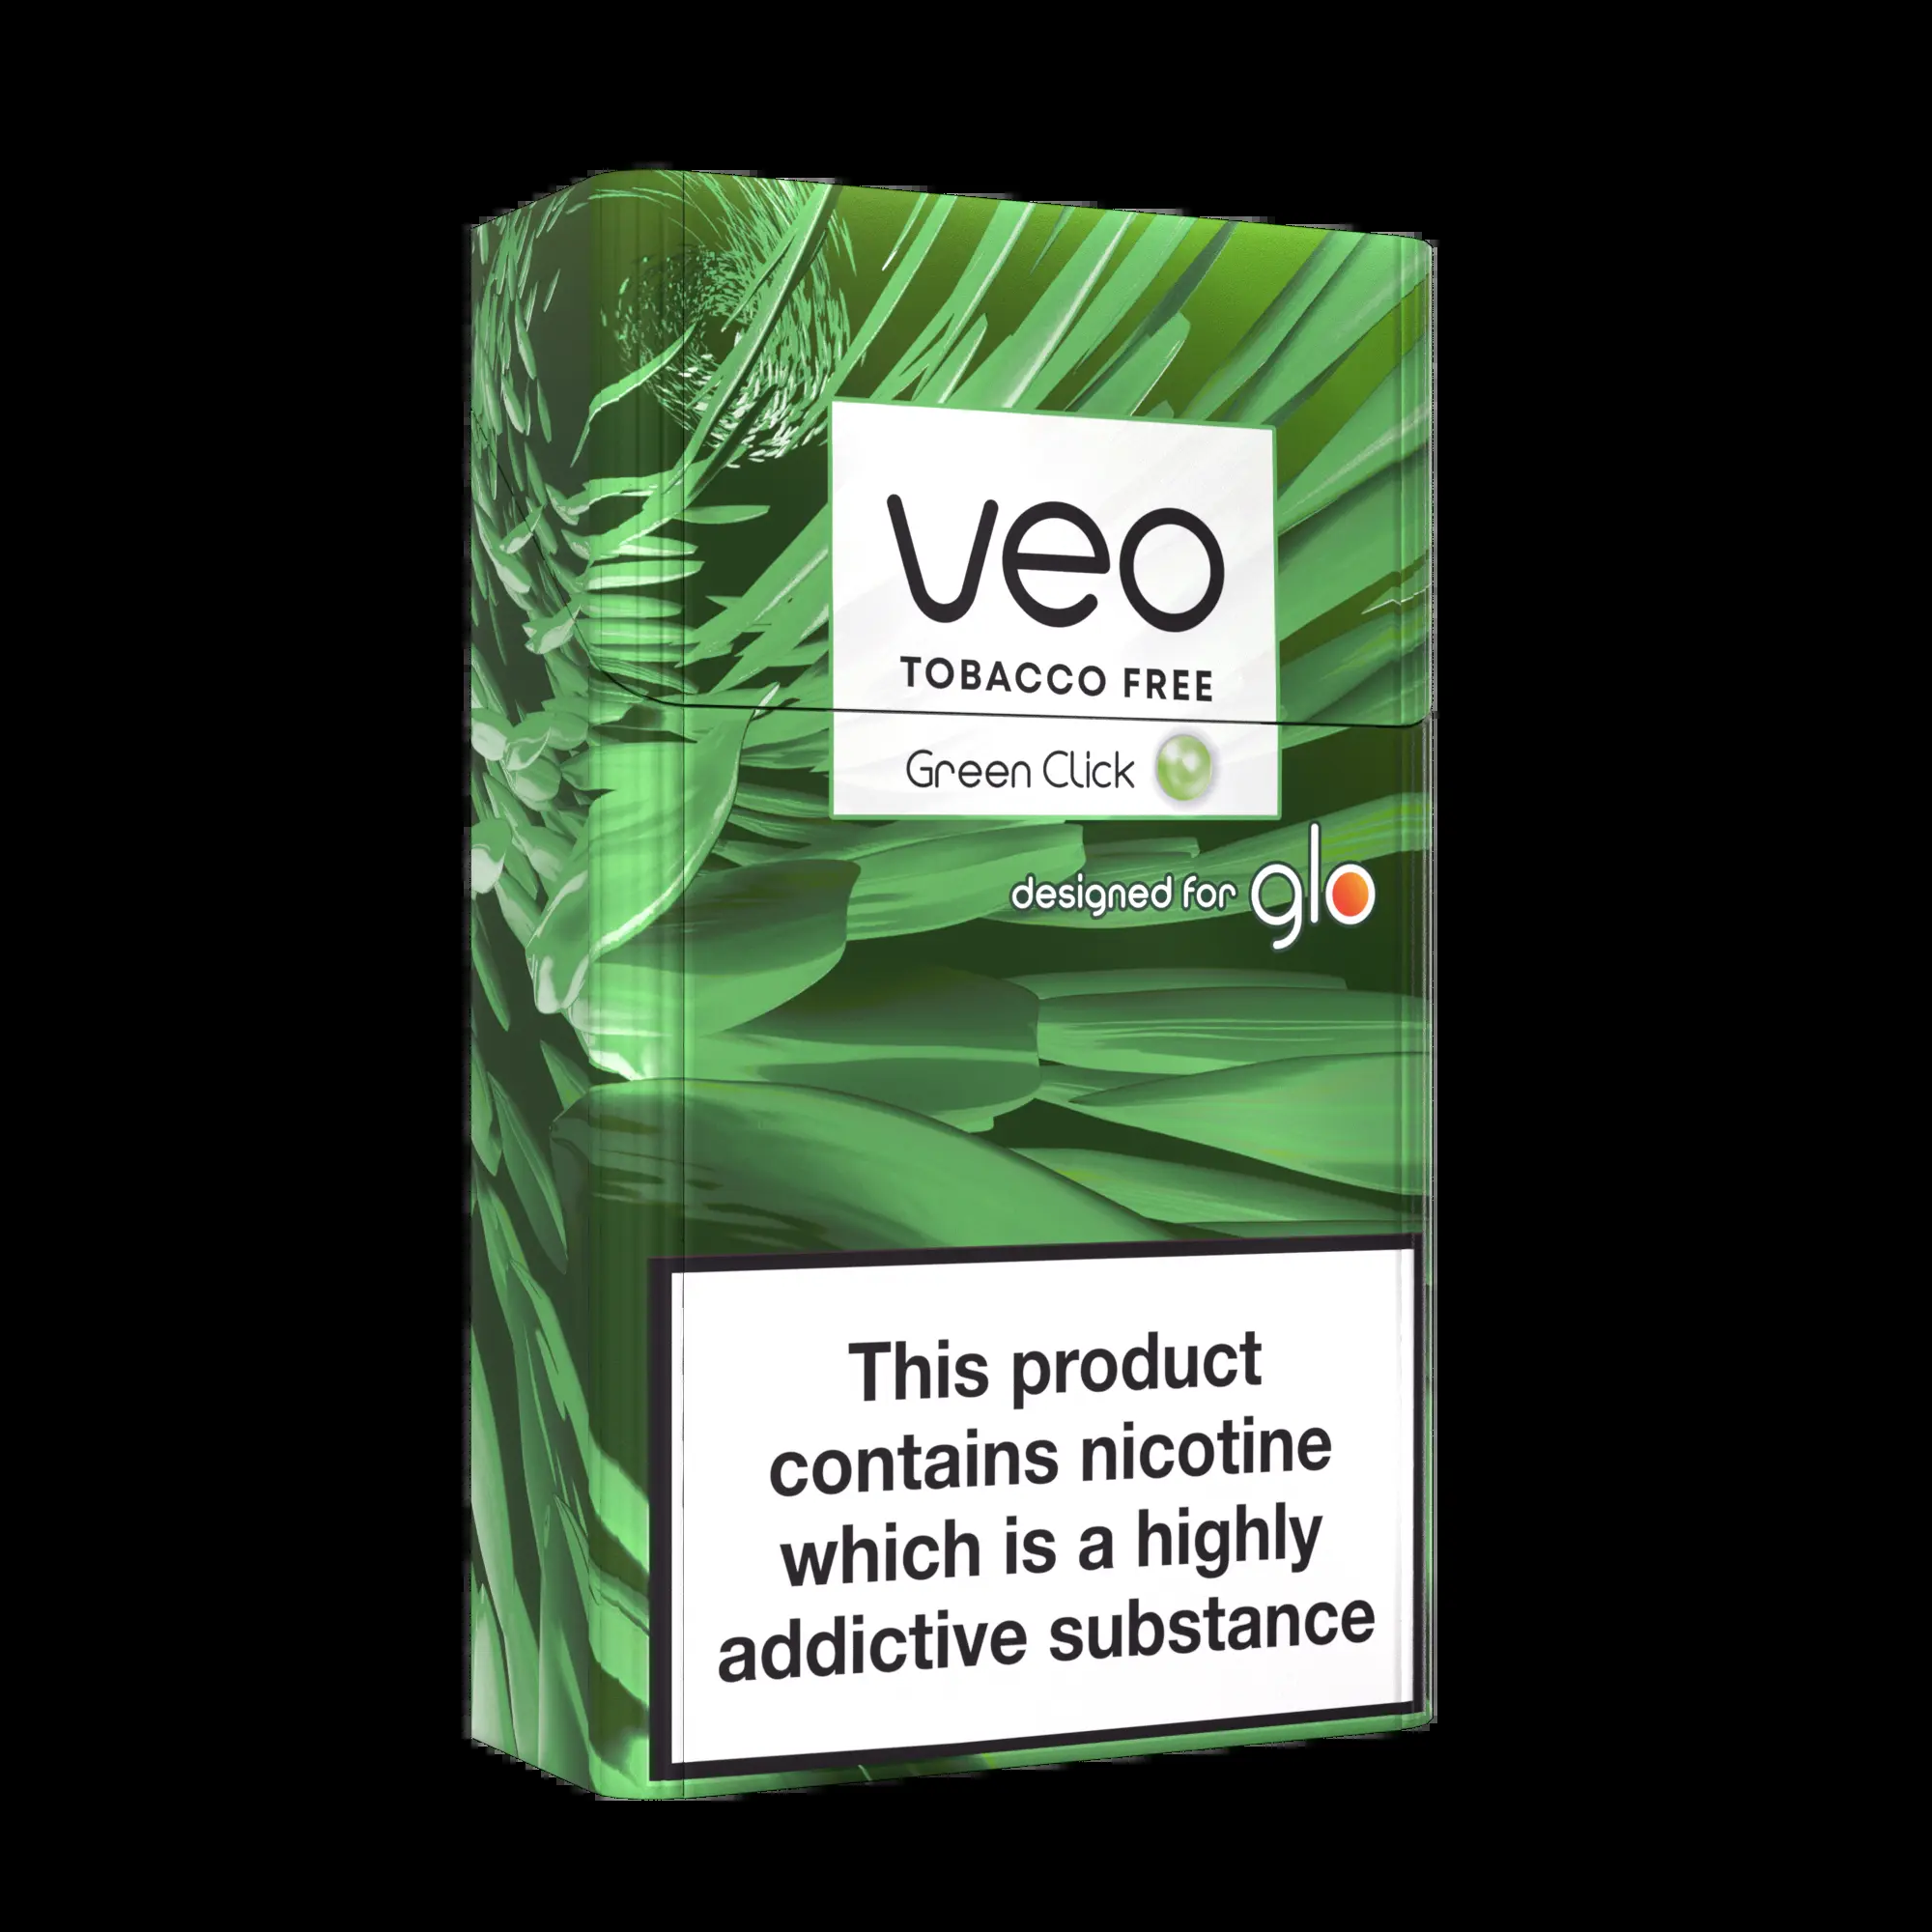 veo
TOBACCO FREE
Green Click
designed for glo
This product
contains nicotine
which is a highly
addictive substance